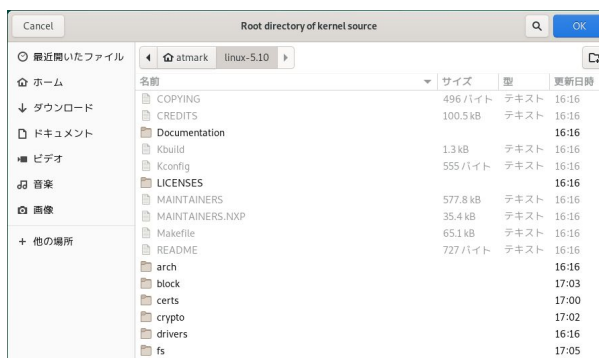 Cancel Root directory of kernel source OK
最近開いたファイル atmark linux-5.10
ホーム 名前 サイズ 型 更新日時
COPYING 496 バイト テキスト 16:16
ダウンロード CREDITS 100.5 kB テキスト 16:16
ドキュメント Documentation 16:16
Kbuild 1.3 kB テキスト 16:16
ビデオ Kconfig 555 バイト テキスト 16:16
音楽 LICENSES 16:16
MAINTAINERS 577.8 kB テキスト 16:16
画像 MAINTAINERS.NXP 35.4 kB テキスト 16:16
Makefile 65.1 kB テキスト 16:16
+ 他の場所 README 727 バイト テキスト 16:16
arch 16:16
block 17:03
certs 17:00
crypto 17:02
drivers 16:16
fs 17:05